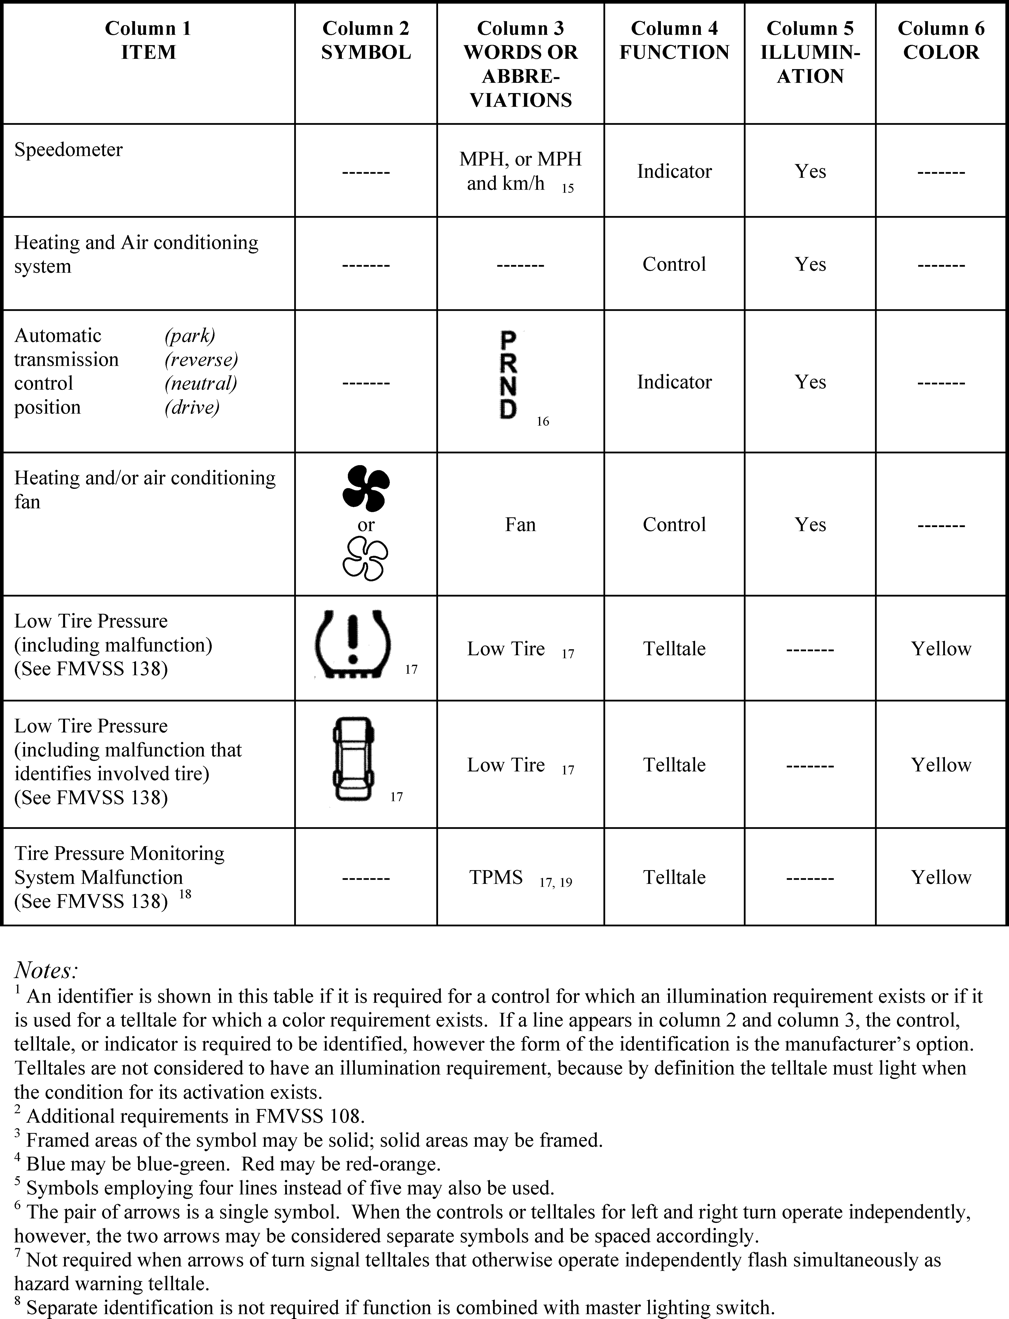 Column 1
ITEM
Column 2
SYMBOL
Column 3
WORDS OR
ABBRE-
VIATIONS
Column 4
FUNCTION
Column 5
ILLUMIN-
ATION
Column 6
COLOR
Speedometer
-------
MPH, or MPH
and km/h 15
Indicator
Yes
-------
Heating and Air conditioning
system
-------
-------
Control
Yes
-------
Automatic (park)
transmission (reverse)
control (neutral)
position (drive)
-------
P
R
N
D
16
Indicator
Yes
-------
Heating and/or air conditioning
fan
or
Fan
Control
Yes
-------
Low Tire Pressure
(including malfunction)
(See FMVSS 138)
!
17
Low Tire 17
Telltale
-------
Yellow
Low Tire Pressure
(including malfunction that
identifies involved tire)
(See FMVSS 138)
17
Low Tire 17
Telltale
-------
Yellow
Tire Pressure Monitoring
System Malfunction
(See FMVSS 138) 18
-------
TPMS 17, 19
Telltale
-------
Yellow
Notes:
1 An identifier is shown in this table if it is required for a control for which an illumination requirement exists or if it
is used for a telltale for which a color requirement exists. If a line appears in column 2 and column 3, the control,
telltale, or indicator is required to be identified, however the form of the identification is the manufacturer's option.
Telltales are not considered to have an illumination requirement, because by definition the telltale must light when
the condition for its activation exists.
2 Additional requirements in FMVSS 108.
3 Framed areas of the symbol may be solid; solid areas may be framed.
4 Blue may be blue-green. Red may be red-orange.
5 Symbols employing four lines instead of five may also be used.
6 The pair of arrows is a single symbol. When the controls or telltales for left and right turn operate independently,
however, the two arrows may be considered separate symbols and be spaced accordingly.
7 Not required when arrows of turn signal telltales that otherwise operate independently flash simultaneously as
hazard warning telltale.
8 Separate identification is not required if function is combined with master lighting switch.